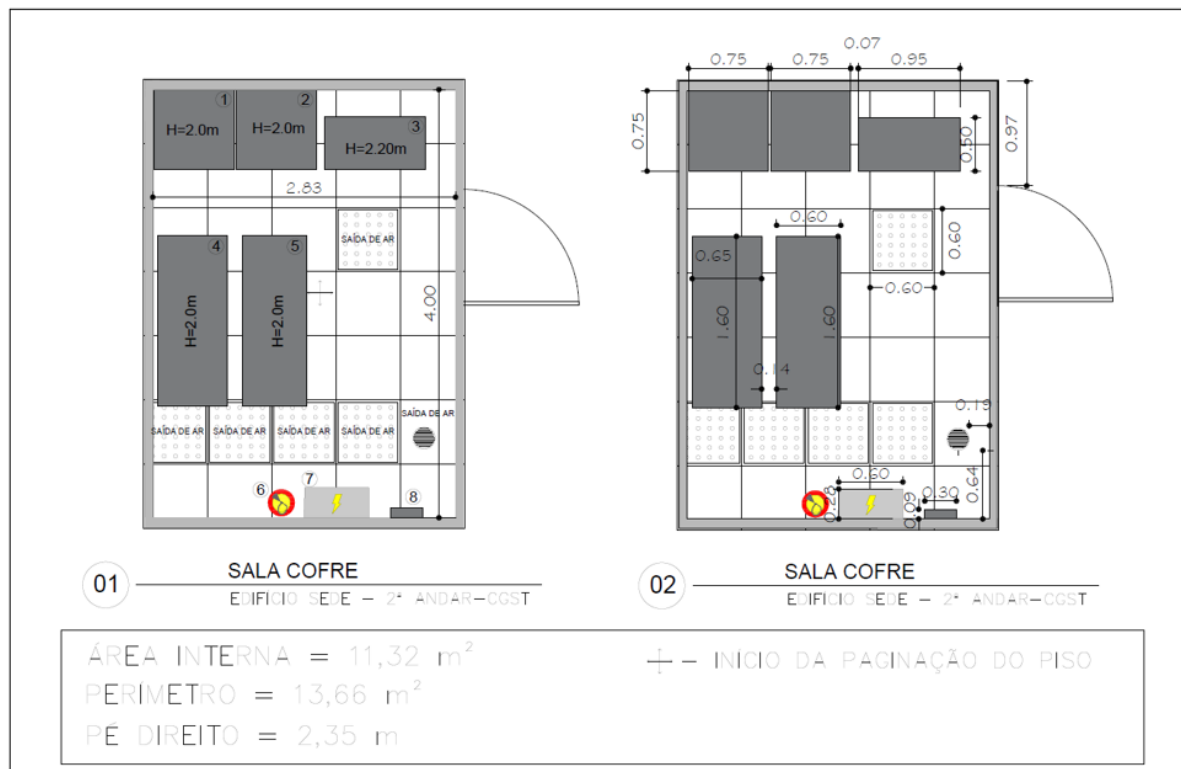 1
2
3
H=2.0m
H=2.0m
H=2.20m
2.83
4
5
SAÍDA DE AR
H=2.0m
H=2.0m
4.00
SAÍDA DE AR
SAÍDA DE AR
SAÍDA DE AR
SAÍDA DE AR
SAÍDA DE AR
6
7
8
01
SALA COFRE
EDIFÍCIO SEDE - 2° ANDAR-CGST
0.07
0.75
0.75
0.95
0.75
0.50
0.97
0.60
0.65
0.60
0.60
1.60
1.60
0.14
0.19
0.60
0.64
0.28
0.09
0.30
02
SALA COFRE
EDIFÍCIO SEDE - 2° ANDAR-CGST
ÁREA INTERNA = 11,32 m²
PERÍMETRO = 13,66 m²
PÉ DIREITO = 2,35 m
- INÍCIO DA PAGINAÇÃO DO PISO